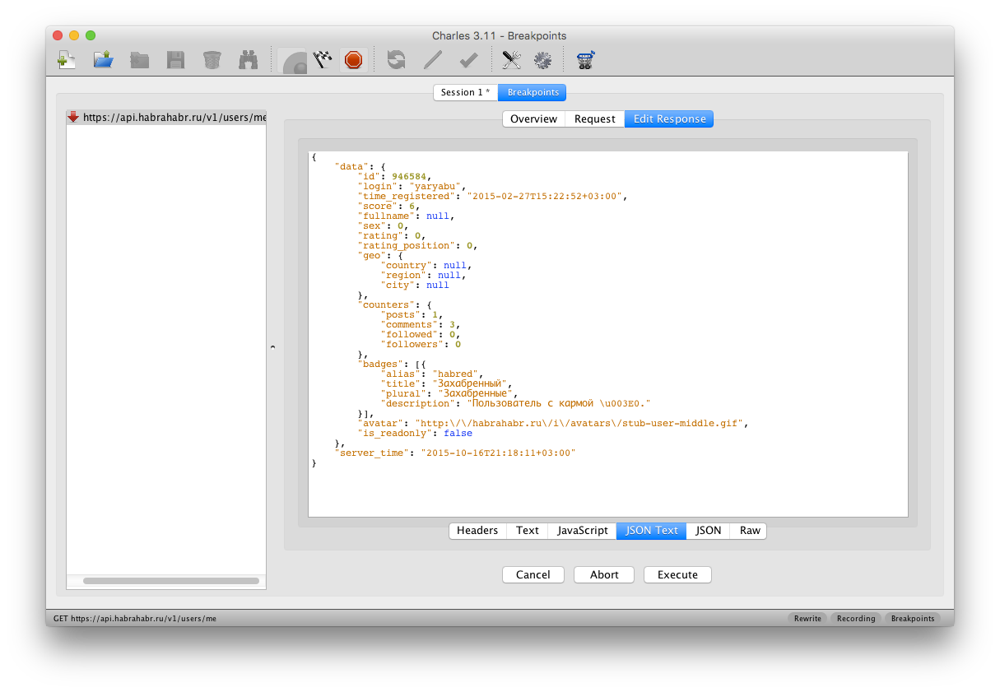 Charles 3.11 - Breakpoints
Session 1 *
Breakpoints
https://api.habrahabr.ru/v1/users/me
Overview
Request
Edit Response
{
"data": {
"id": 946584,
"login": "yaryabu",
"time_registered": "2015-02-27T15:22:52+03:00",
"score": 6,
"fullname": null,
"sex": 0,
"rating": 0,
"rating_position": 0,
"geo": {
"country": null,
"region": null,
"city": null
},
"counters": {
"posts": 1,
"comments": 3,
"followed": 0,
"followers": 0
},
"badges": [{
"alias": "habred",
"title": "Захабренный",
"plural": "Захабренные",
"description": "Пользователь с кармой \u003E0."
}],
"avatar": "http:\/\/habrahabr.ru\/i\/avatars\/stub-user-middle.gif",
"is_readonly": false
},
"server_time": "2015-10-16T21:18:11+03:00"
}
Headers
Text
JavaScript
JSON Text
JSON
Raw
Cancel
Abort
Execute
GET https://api.habrahabr.ru/v1/users/me
Rewrite
Recording
Breakpoints